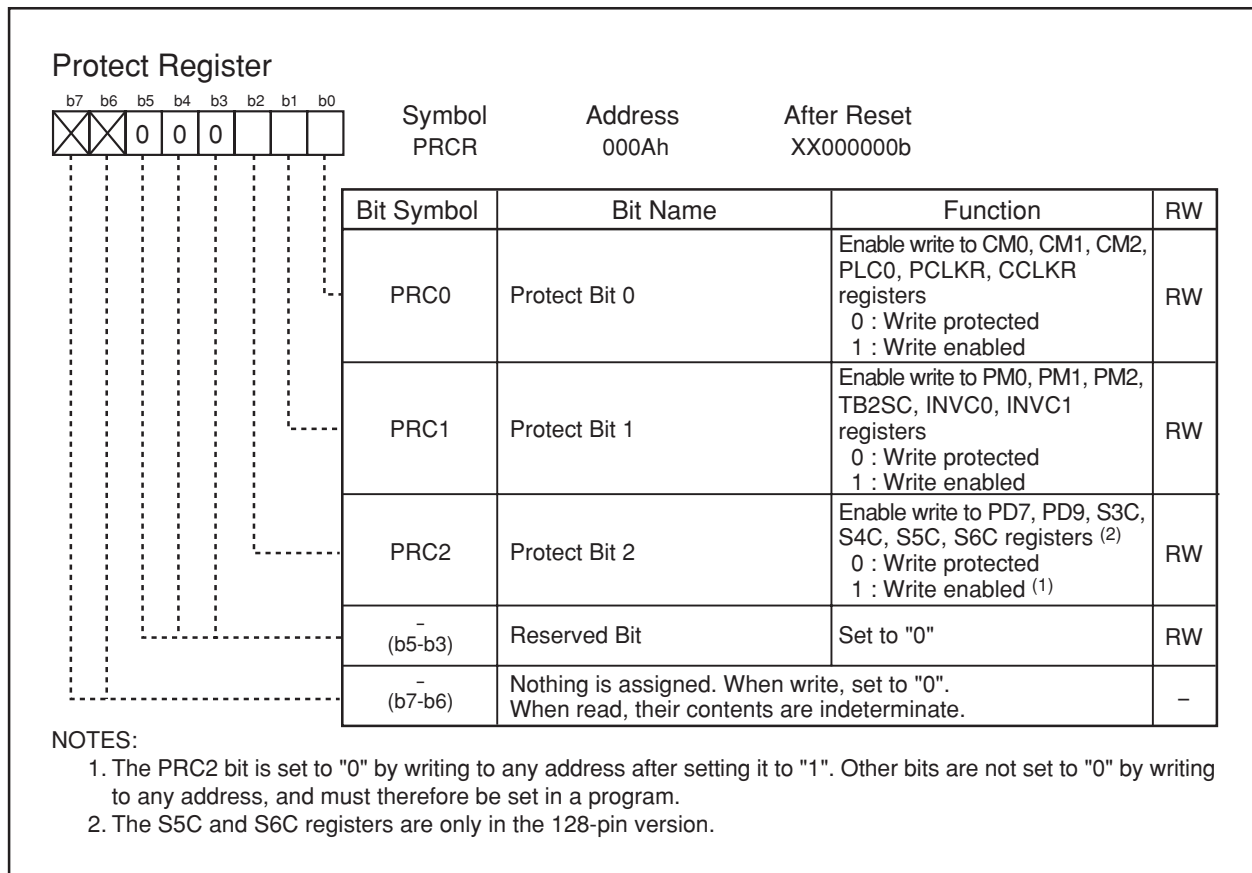 Protect Register
b7 b6 b5 b4 b3 b2 b1 b0
0 0 0
Symbol Address After Reset
PRCR 000Ah XX000000b
Bit Symbol Bit Name Function RW
PRC0 Protect Bit 0 Enable write to CM0, CM1, CM2,
PLC0, PCLKR, CCLKR
registers
0 : Write protected
1 : Write enabled
RW
PRC1 Protect Bit 1 Enable write to PM0, PM1, PM2,
TB2SC, INVC0, INVC1
registers
0 : Write protected
1 : Write enabled
RW
PRC2 Protect Bit 2 Enable write to PD7, PD9, S3C,
S4C, S5C, S6C registers (2)
0 : Write protected
1 : Write enabled (1)
RW
–
(b5-b3) Reserved Bit Set to "0" RW
–
(b7-b6) Nothing is assigned. When write, set to "0".
When read, their contents are indeterminate.
–
NOTES:
1. The PRC2 bit is set to "0" by writing to any address after setting it to "1". Other bits are not set to "0" by writing
to any address, and must therefore be set in a program.
2. The S5C and S6C registers are only in the 128-pin version.